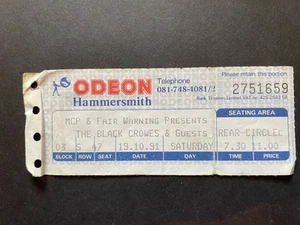 Please retain this portion
ODEON
Hammersmith
Telephone
081-748-4081/2
2751659
SEATING AREA
MCP & FAIR WARNING PRESENTS
THE BLACK CROWES & GUESTS
REAR-CIRCLE
03 S 47 19.10.91 SATURDAY 7.30 11.00
BLOCK ROW SEAT DATE DAY TIME PRICE